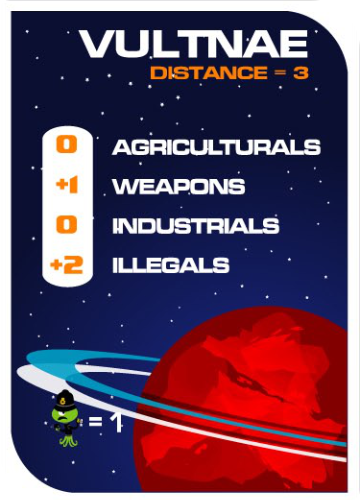 VULTNAE
DISTANCE = 3
0 AGRICULTURALS
+1 WEAPONS
0 INDUSTRIALS
+2 ILLEGALS
= 1